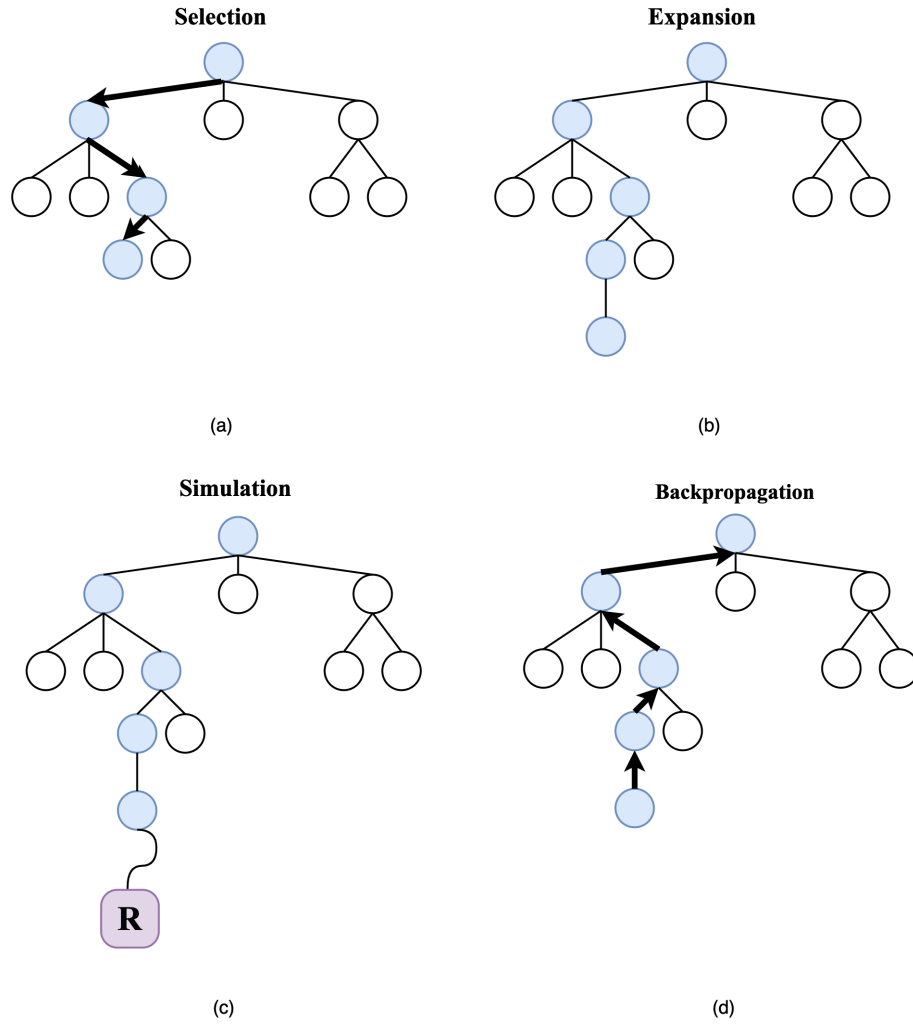 Selection
Expansion
(a)
(b)
Simulation
Backpropagation
R
(c)
(d)